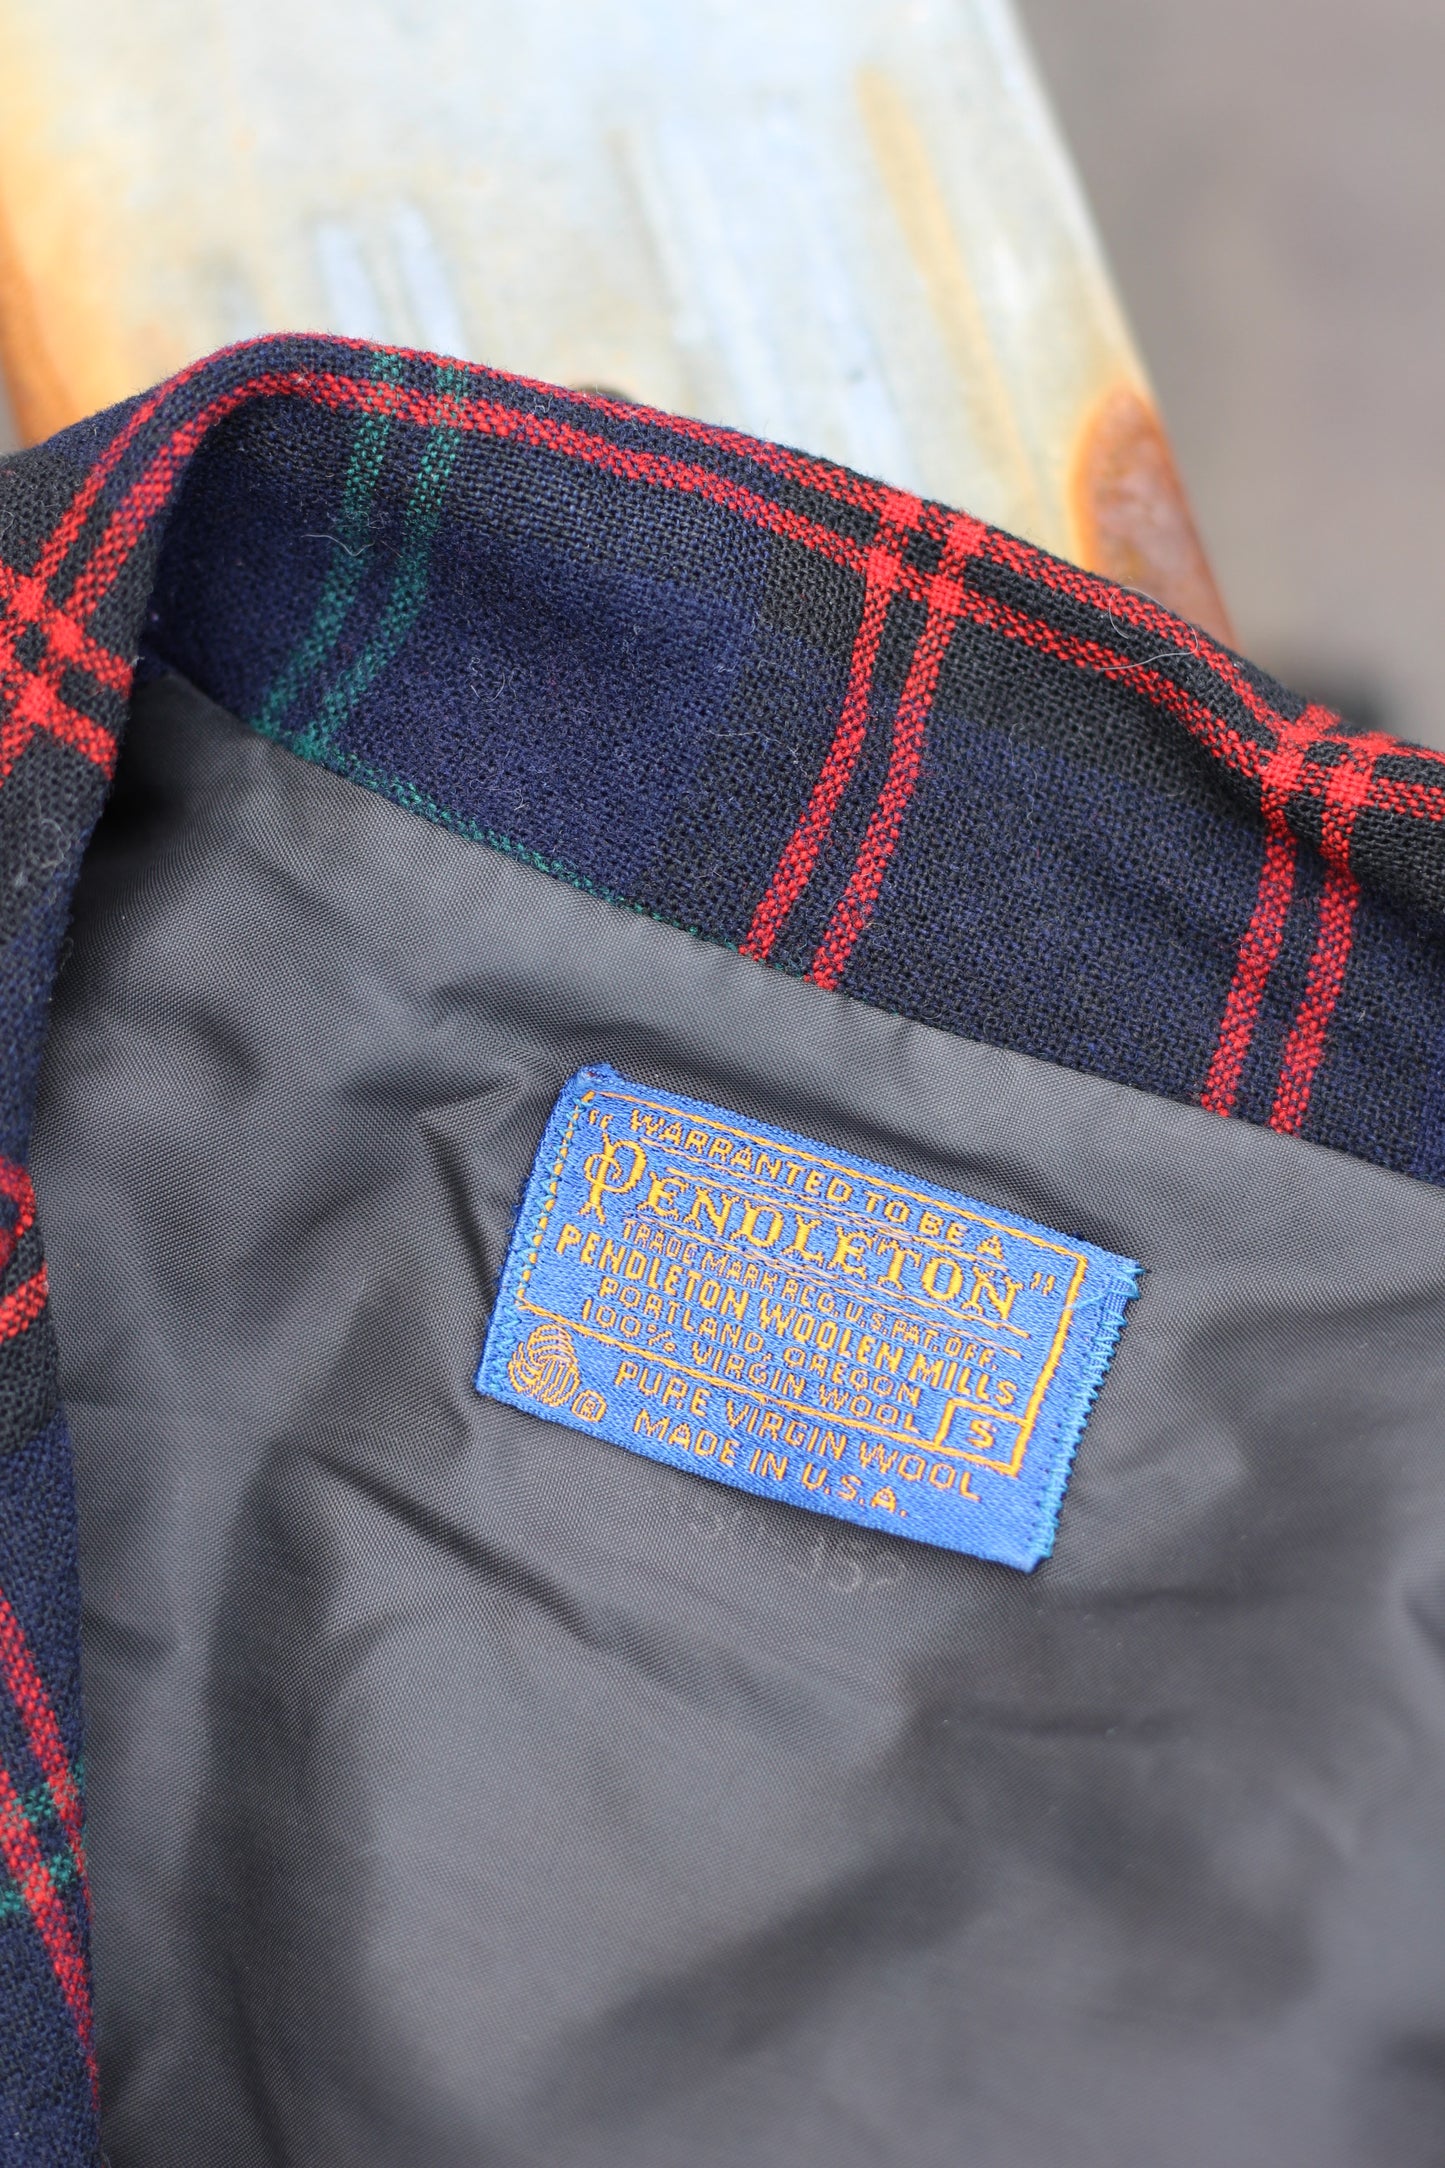 "WARRANTED TO BE A
PENDLETON"
TRADE MARK REG. U.S. PAT. OFF.
PENDLETON WOOLEN MILLS
PORTLAND, OREGON
100% VIRGIN WOOL S
PURE VIRGIN WOOL
® MADE IN U.S.A.